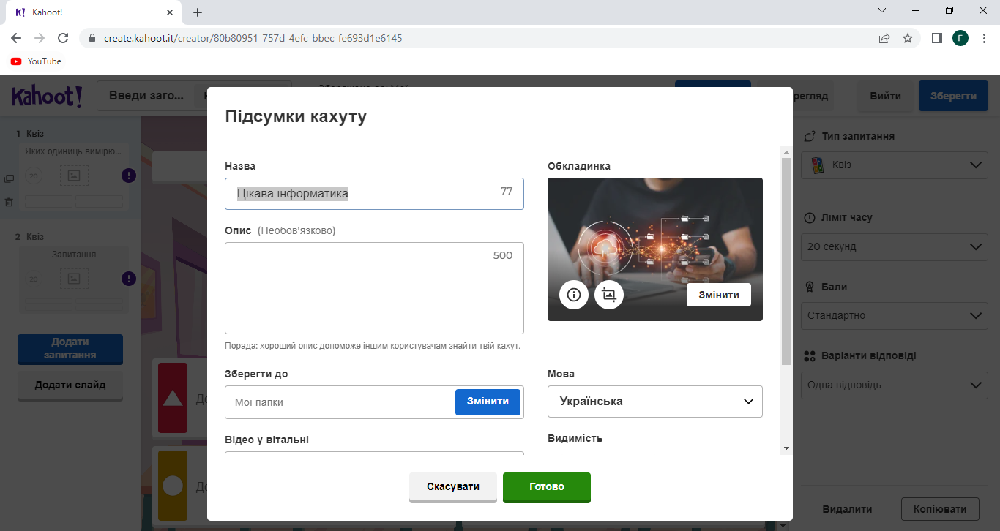 Kahoot!
create.kahoot.it/creator/80b80951-757d-4efc-bbec-fe693d1e6145
Г
YouTube
Kahoot!
Введи заго...
Вийти
Зберегти
1 Квіз
Яких одиниць вимірю...
20
2 Квіз
Запитання
20
Додати
запитання
Додати слайд
Підсумки кахуту
Назва
Цікава інформатика
77
Опис (Необов'язково)
500
Порада: хороший опис допоможе іншим користувачам знайти твій кахут.
Зберегти до
Мої папки
Змінити
Відео у вітальні
Обкладинка
Змінити
Мова
Українська
Видимість
Скасувати
Готово
Тип запитання
Квіз
Ліміт часу
20 секунд
Бали
Стандартно
Варіанти відповіді
Одна відповідь
Видалити
Копіювати